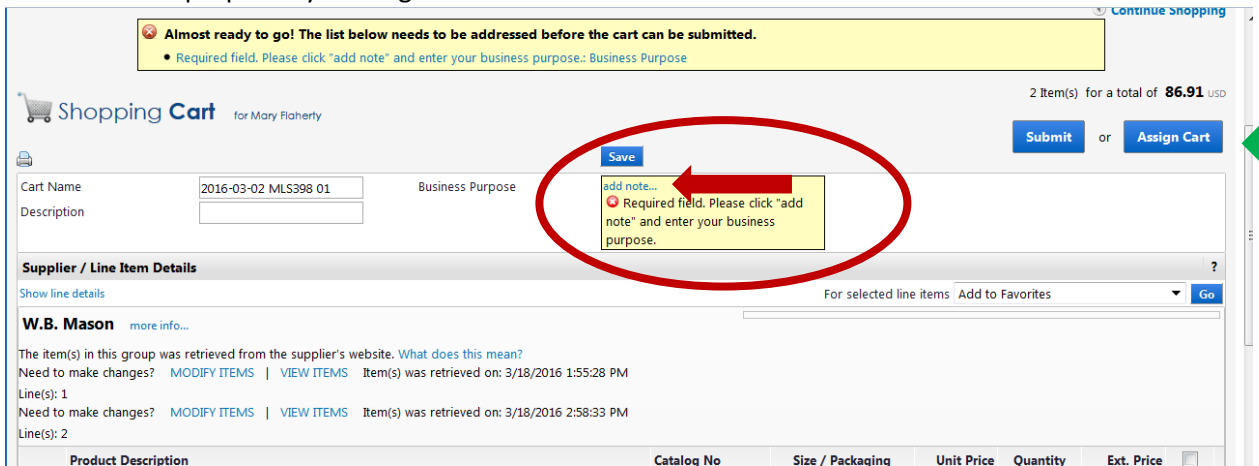 Continue Shopping
Almost ready to go! The list below needs to be addressed before the cart can be submitted.
• Required field. Please click "add note" and enter your business purpose.: Business Purpose
2 Item(s) for a total of 86.91 USD
Shopping Cart for Mary Flaherty
Submit or Assign Cart
Save
Cart Name 2016-03-02 MLS398 01 Business Purpose add note...
Required field. Please click "add
Description note" and enter your business
purpose.
Supplier / Line Item Details ?
Show line details For selected line items Add to Favorites Go
W.B. Mason more info...
The item(s) in this group was retrieved from the supplier's website. What does this mean?
Need to make changes? MODIFY ITEMS | VIEW ITEMS Item(s) was retrieved on: 3/18/2016 1:55:28 PM
Line(s): 1
Need to make changes? MODIFY ITEMS | VIEW ITEMS Item(s) was retrieved on: 3/18/2016 2:58:33 PM
Line(s): 2
Product Description Catalog No Size / Packaging Unit Price Quantity Ext. Price